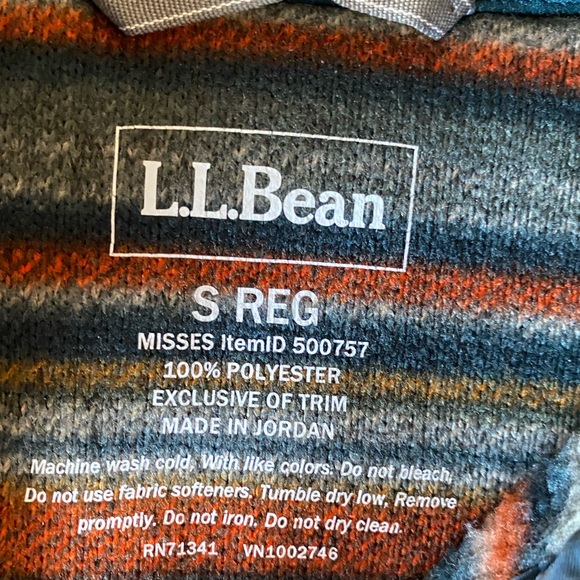 L.L.Bean
S REG
MISSES ItemID 500757
100% POLYESTER
EXCLUSIVE OF TRIM
MADE IN JORDAN
Machine wash cold, With like colors. Do not bleach,
Do not use fabric softeners, Tumble dry low, Remove
promptly. Do not iron. Do not dry clean.
RN71341 VN1002746